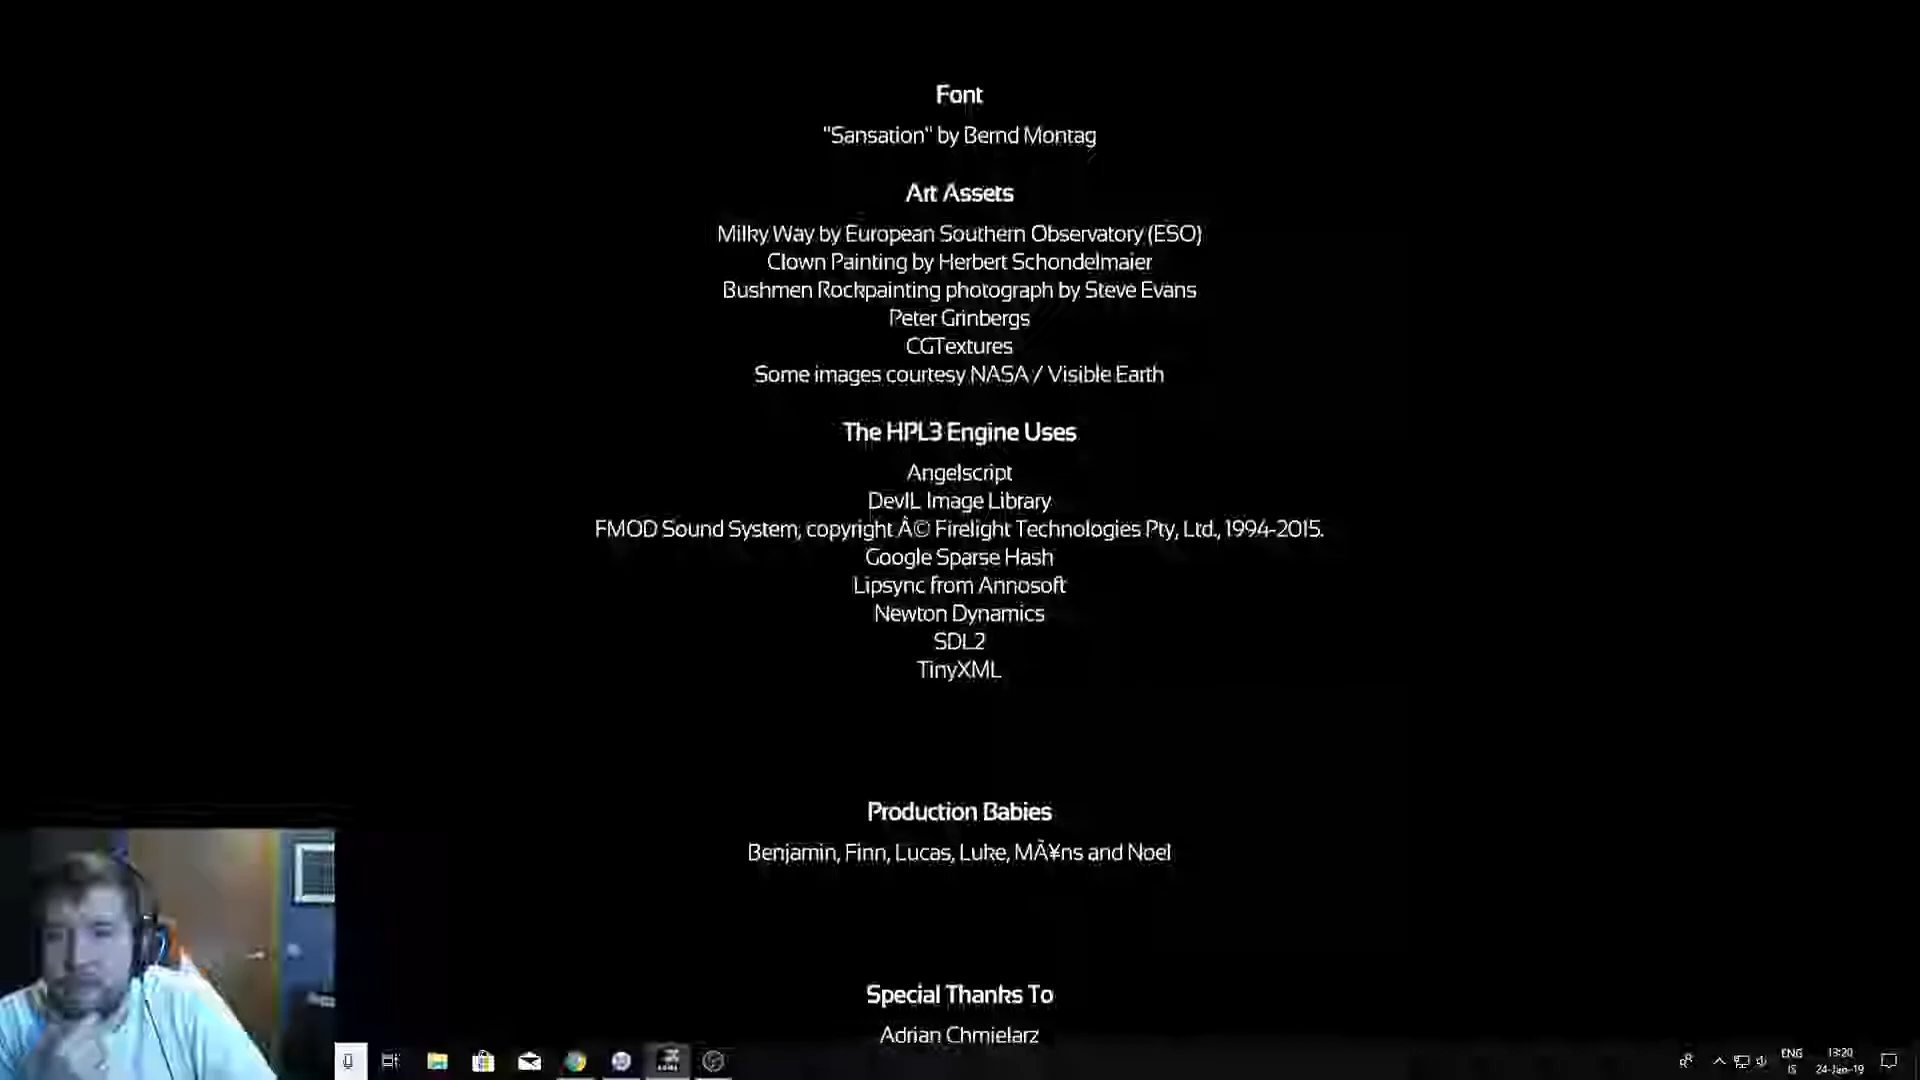 Font
"Sansation" by Bernd Montag
Art Assets
Milky Way by European Southern Observatory (ESO)
Clown Painting by Herbert Schondelmaier
Bushmen Rockpainting photograph by Steve Evans
Peter Grinbergs
CGTextures
Some images courtesy NASA / Visible Earth
The HPL3 Engine Uses
Angelscript
DevIL Image Library
FMOD Sound System, copyright Â© Firelight Technologies Pty, Ltd., 1994-2015.
Google Sparse Hash
Lipsync from Annosoft
Newton Dynamics
SDL2
TinyXML
Production Babies
Benjamin, Finn, Lucas, Luke, MÃ¥ns and Noel
Special Thanks To
Adrian Chmielarz
ENG
IS
13:20
24-Jan-19